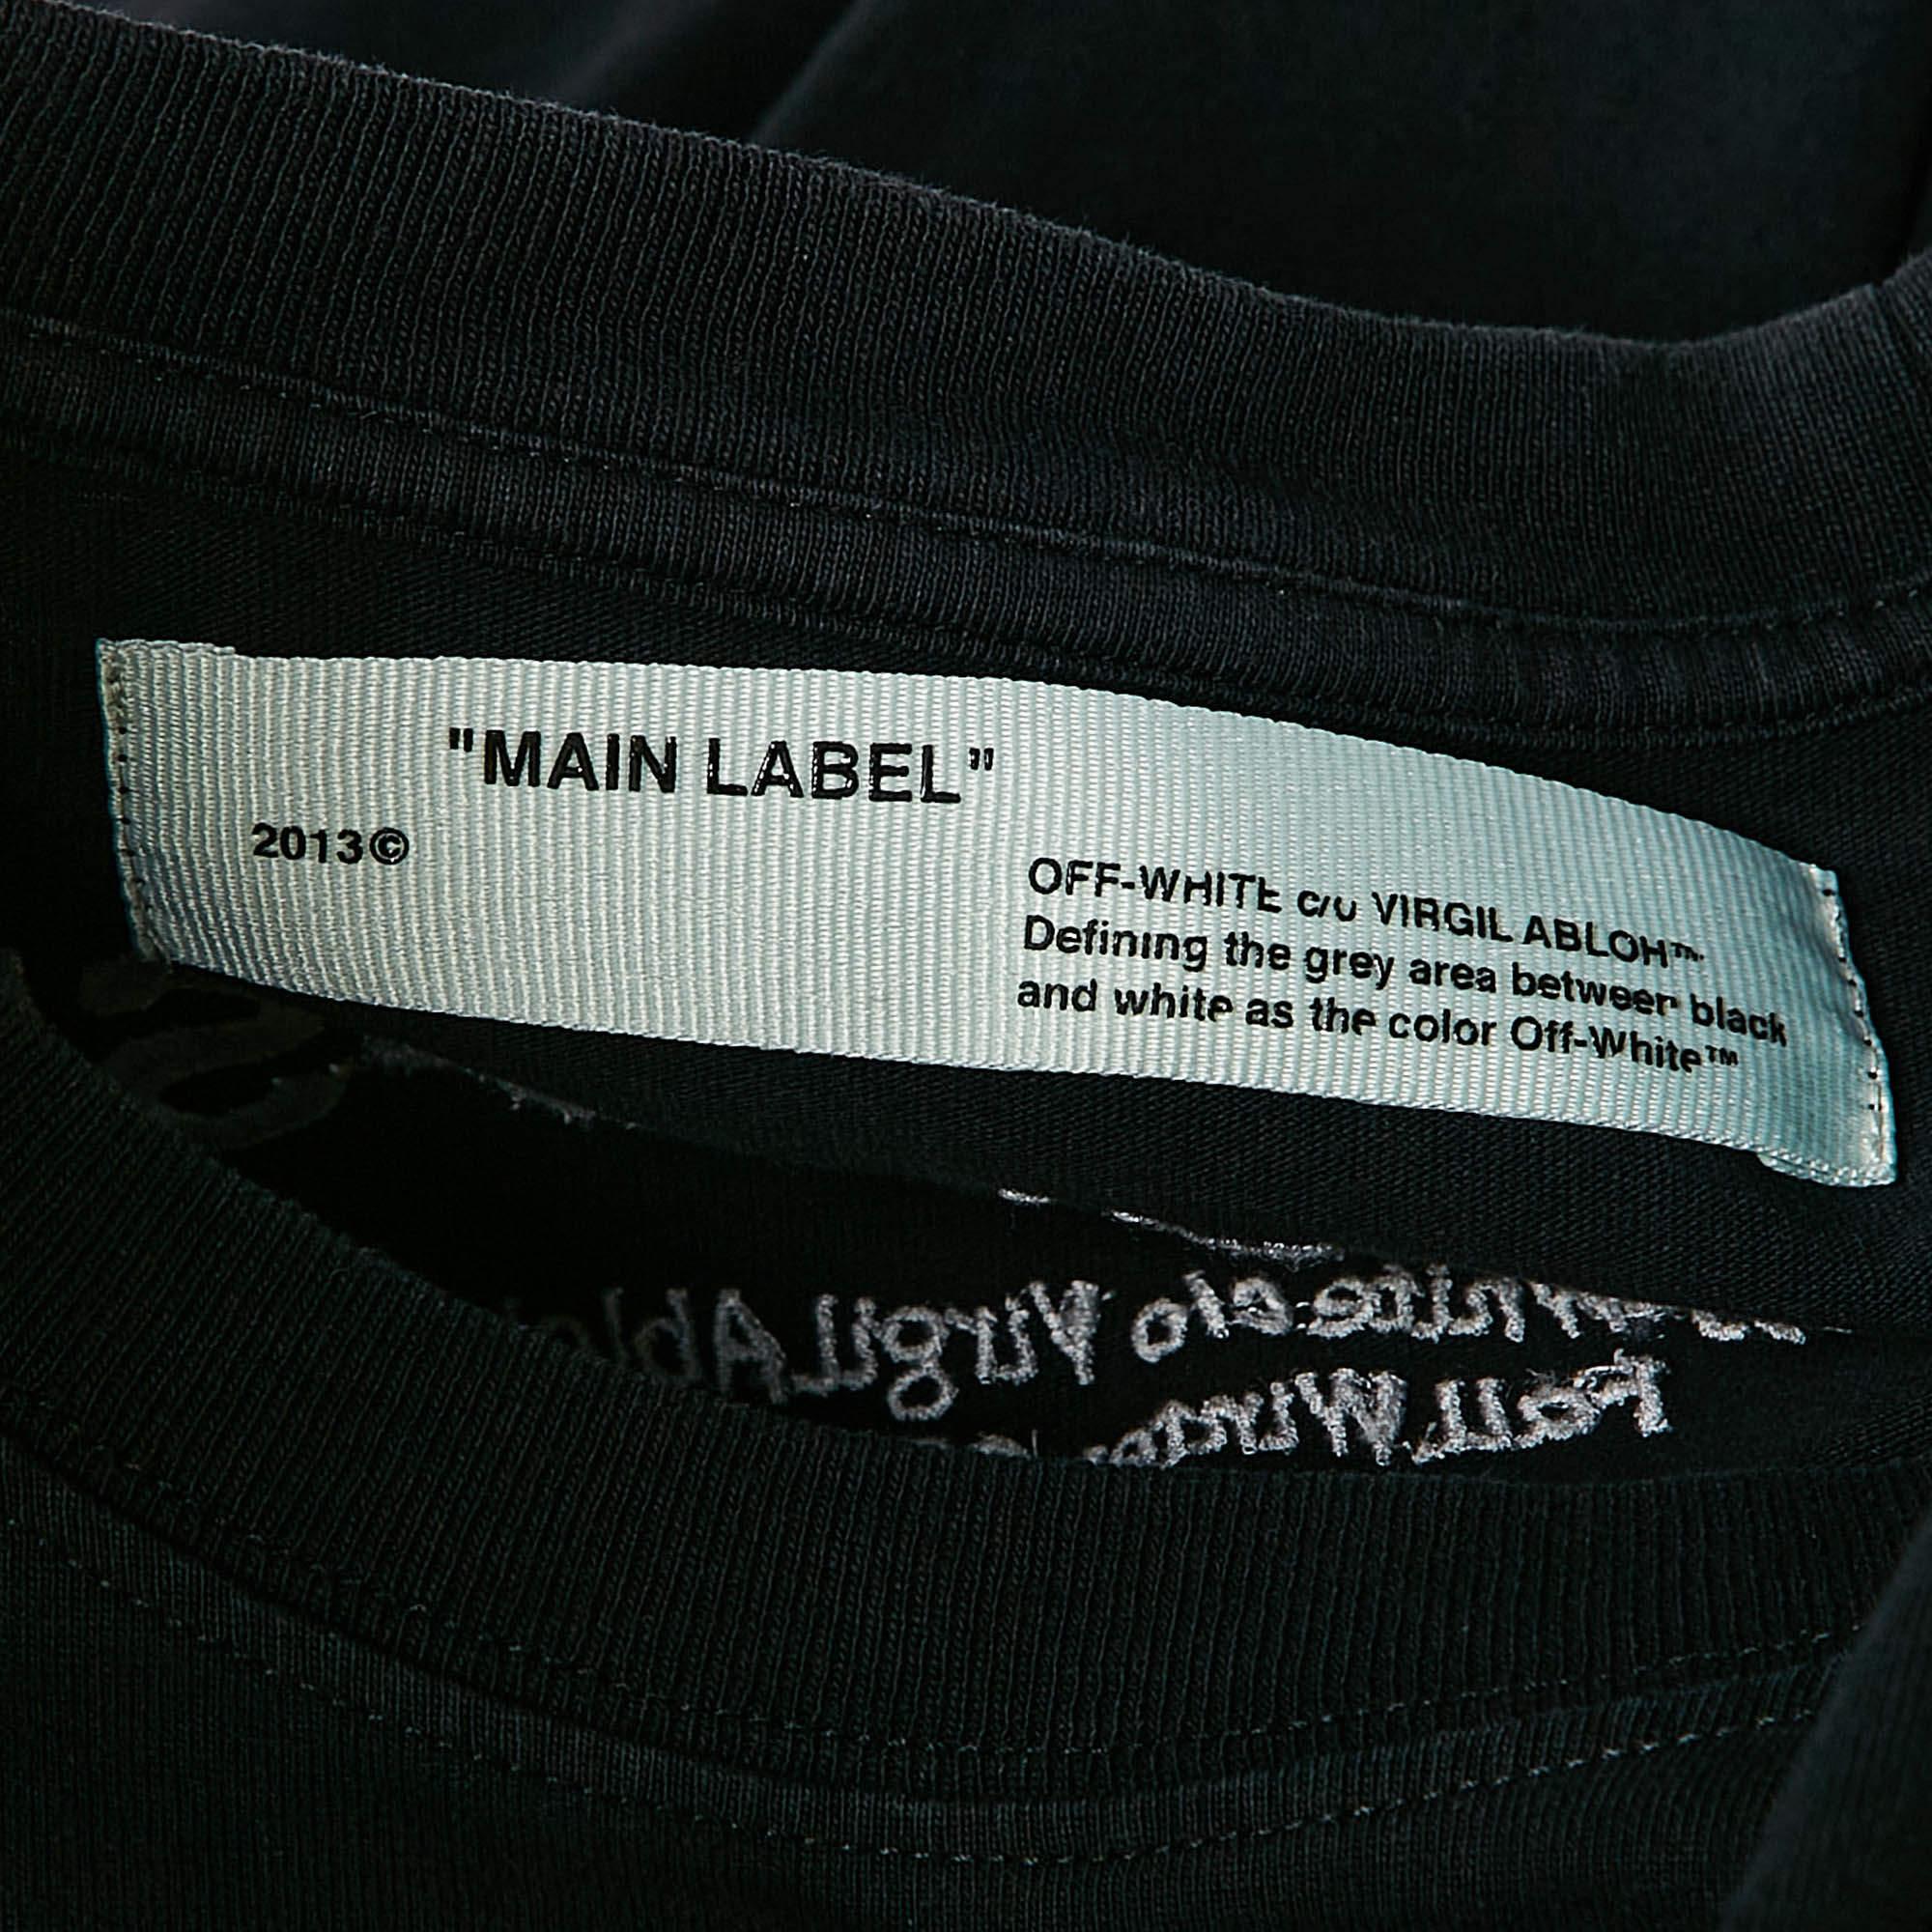 "MAIN LABEL"
2013©
OFF-WHITE c/o VIRGIL ABLOH™
Defining the grey area between black
and white as the color Off-White™
c/o Virgil